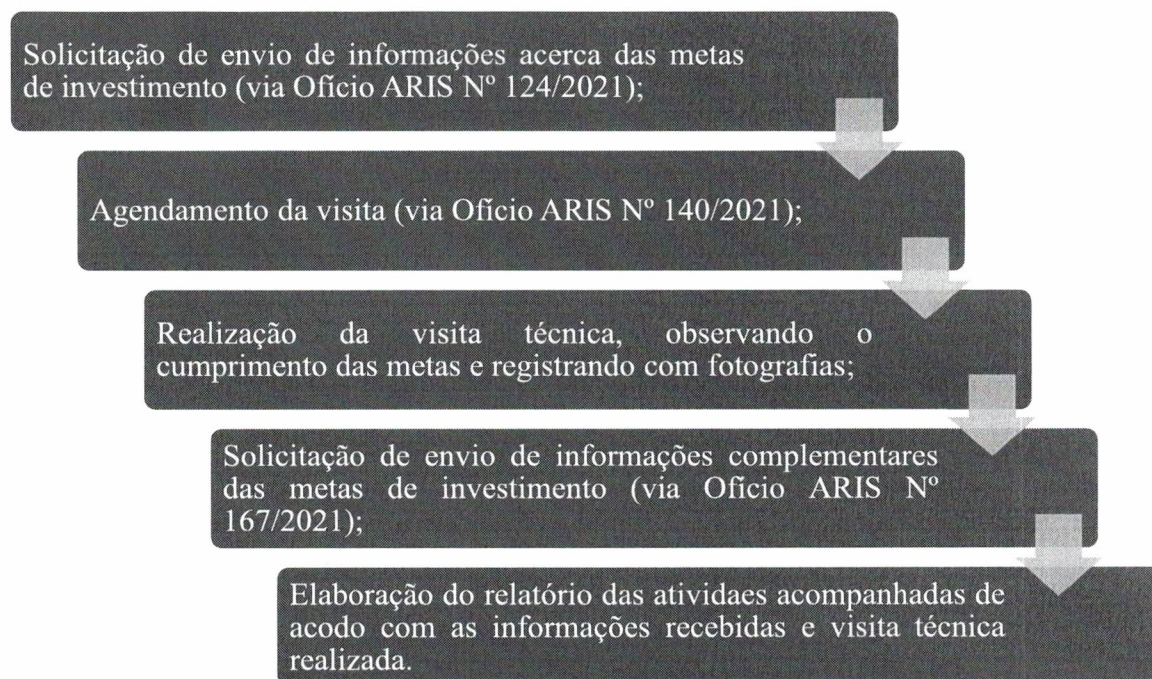 Solicitação de envio de informações acerca das metas
de investimento (via Ofício ARIS Nº 124/2021);
Agendamento da visita (via Ofício ARIS Nº 140/2021);
Realização da visita técnica, observando o
cumprimento das metas e registrando com fotografias;
Solicitação de envio de informações complementares
das metas de investimento (via Ofício ARIS Nº
167/2021);
Elaboração do relatório das atividaes acompanhadas de
acodo com as informações recebidas e visita técnica
realizada.